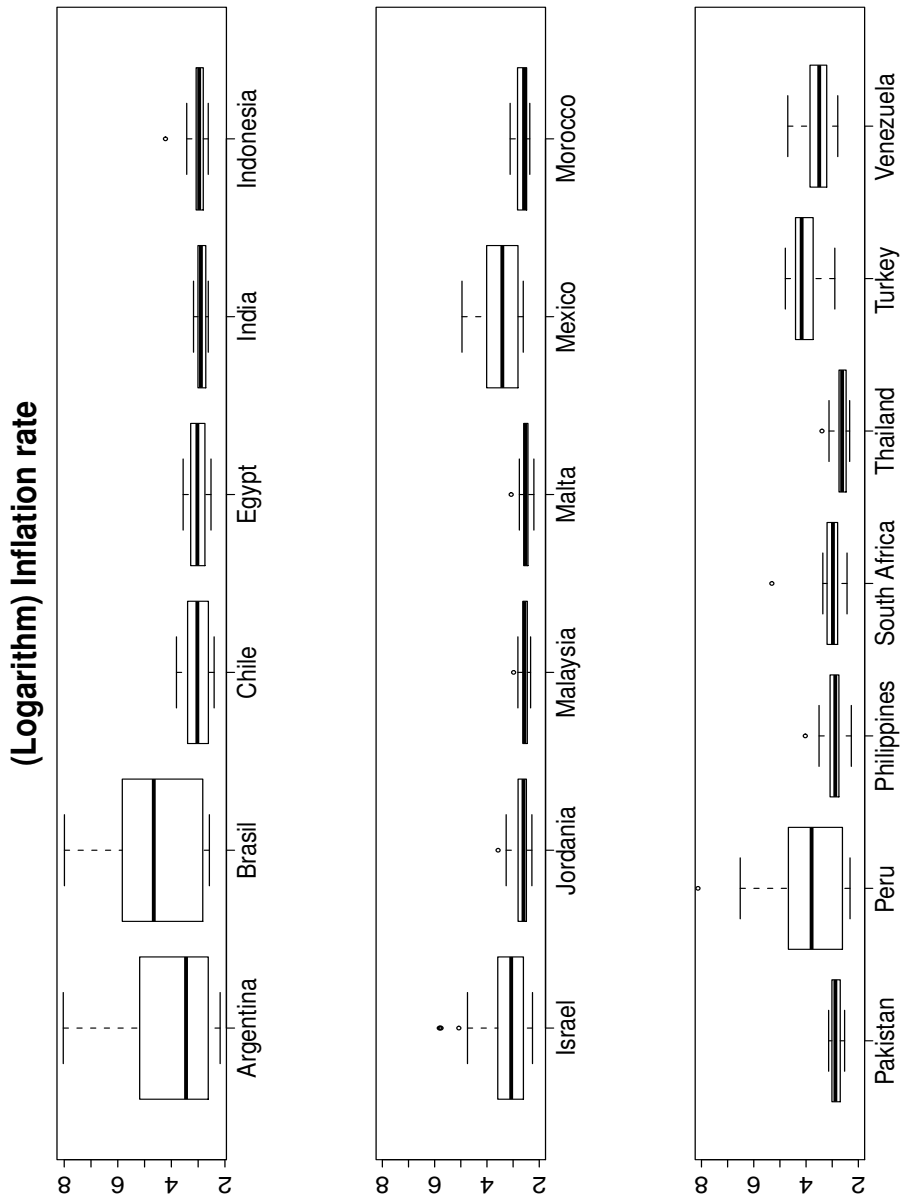 (Logarithm) Inflation rate
8
6
4
2
Argentina
Brasil
Chile
Egypt
India
Indonesia
8
6
4
2
Israel
Jordania
Malaysia
Malta
Mexico
Morocco
8
6
4
2
Pakistan
Peru
Philippines
South Africa
Thailand
Turkey
Venezuela